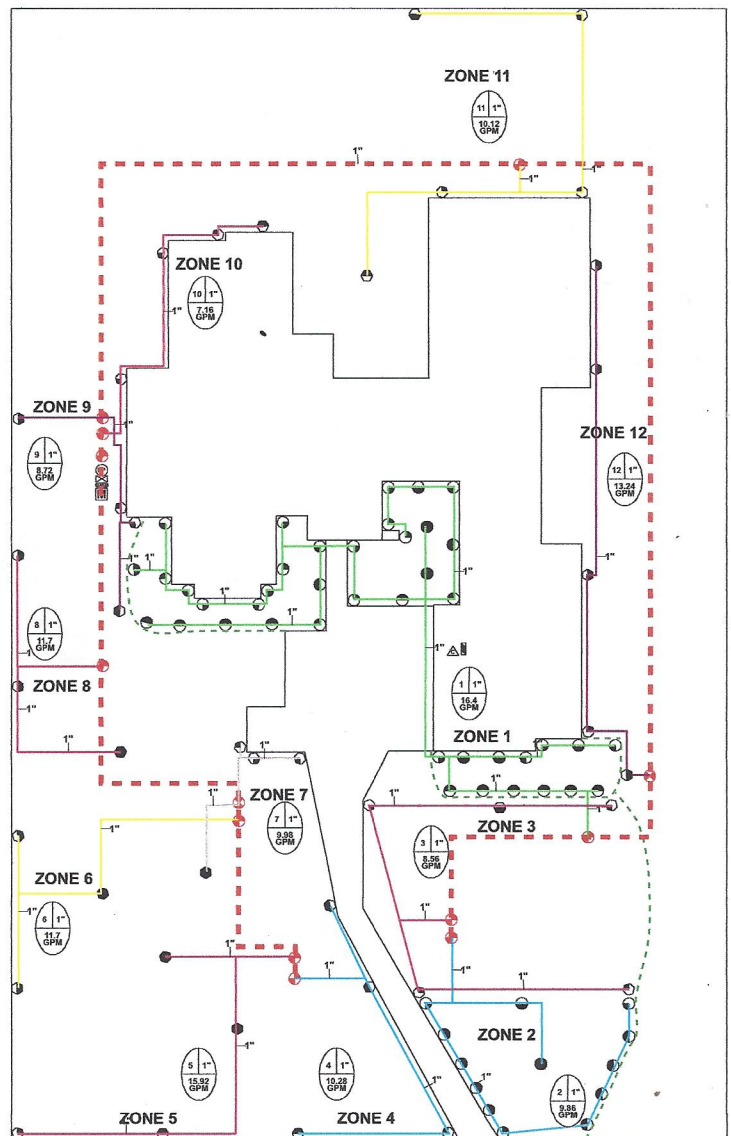 ZONE 11
11 1"
10.12
GPM
1"
1"
1"
ZONE 10
10 1"
7.16
GPM
1"
ZONE 9
1"
9 1"
8.72
GPM
ZONE 12
12 1"
13.24
GPM
1"
1"
1"
1"
1"
1"
8 1"
11.7
GPM
1"
1"
ZONE 8
1 1"
16.4
GPM
1"
ZONE 1
1"
1"
1"
ZONE 7
7 1"
9.98
GPM
1"
1"
ZONE 3
3 1"
8.56
GPM
ZONE 6
1"
6 1"
11.7
GPM
1"
1"
1"
1"
1"
1"
ZONE 2
5 1"
15.92
GPM
4 1"
10.28
GPM
1"
1"
2 1"
9.86
GPM
1"
ZONE 5
ZONE 4